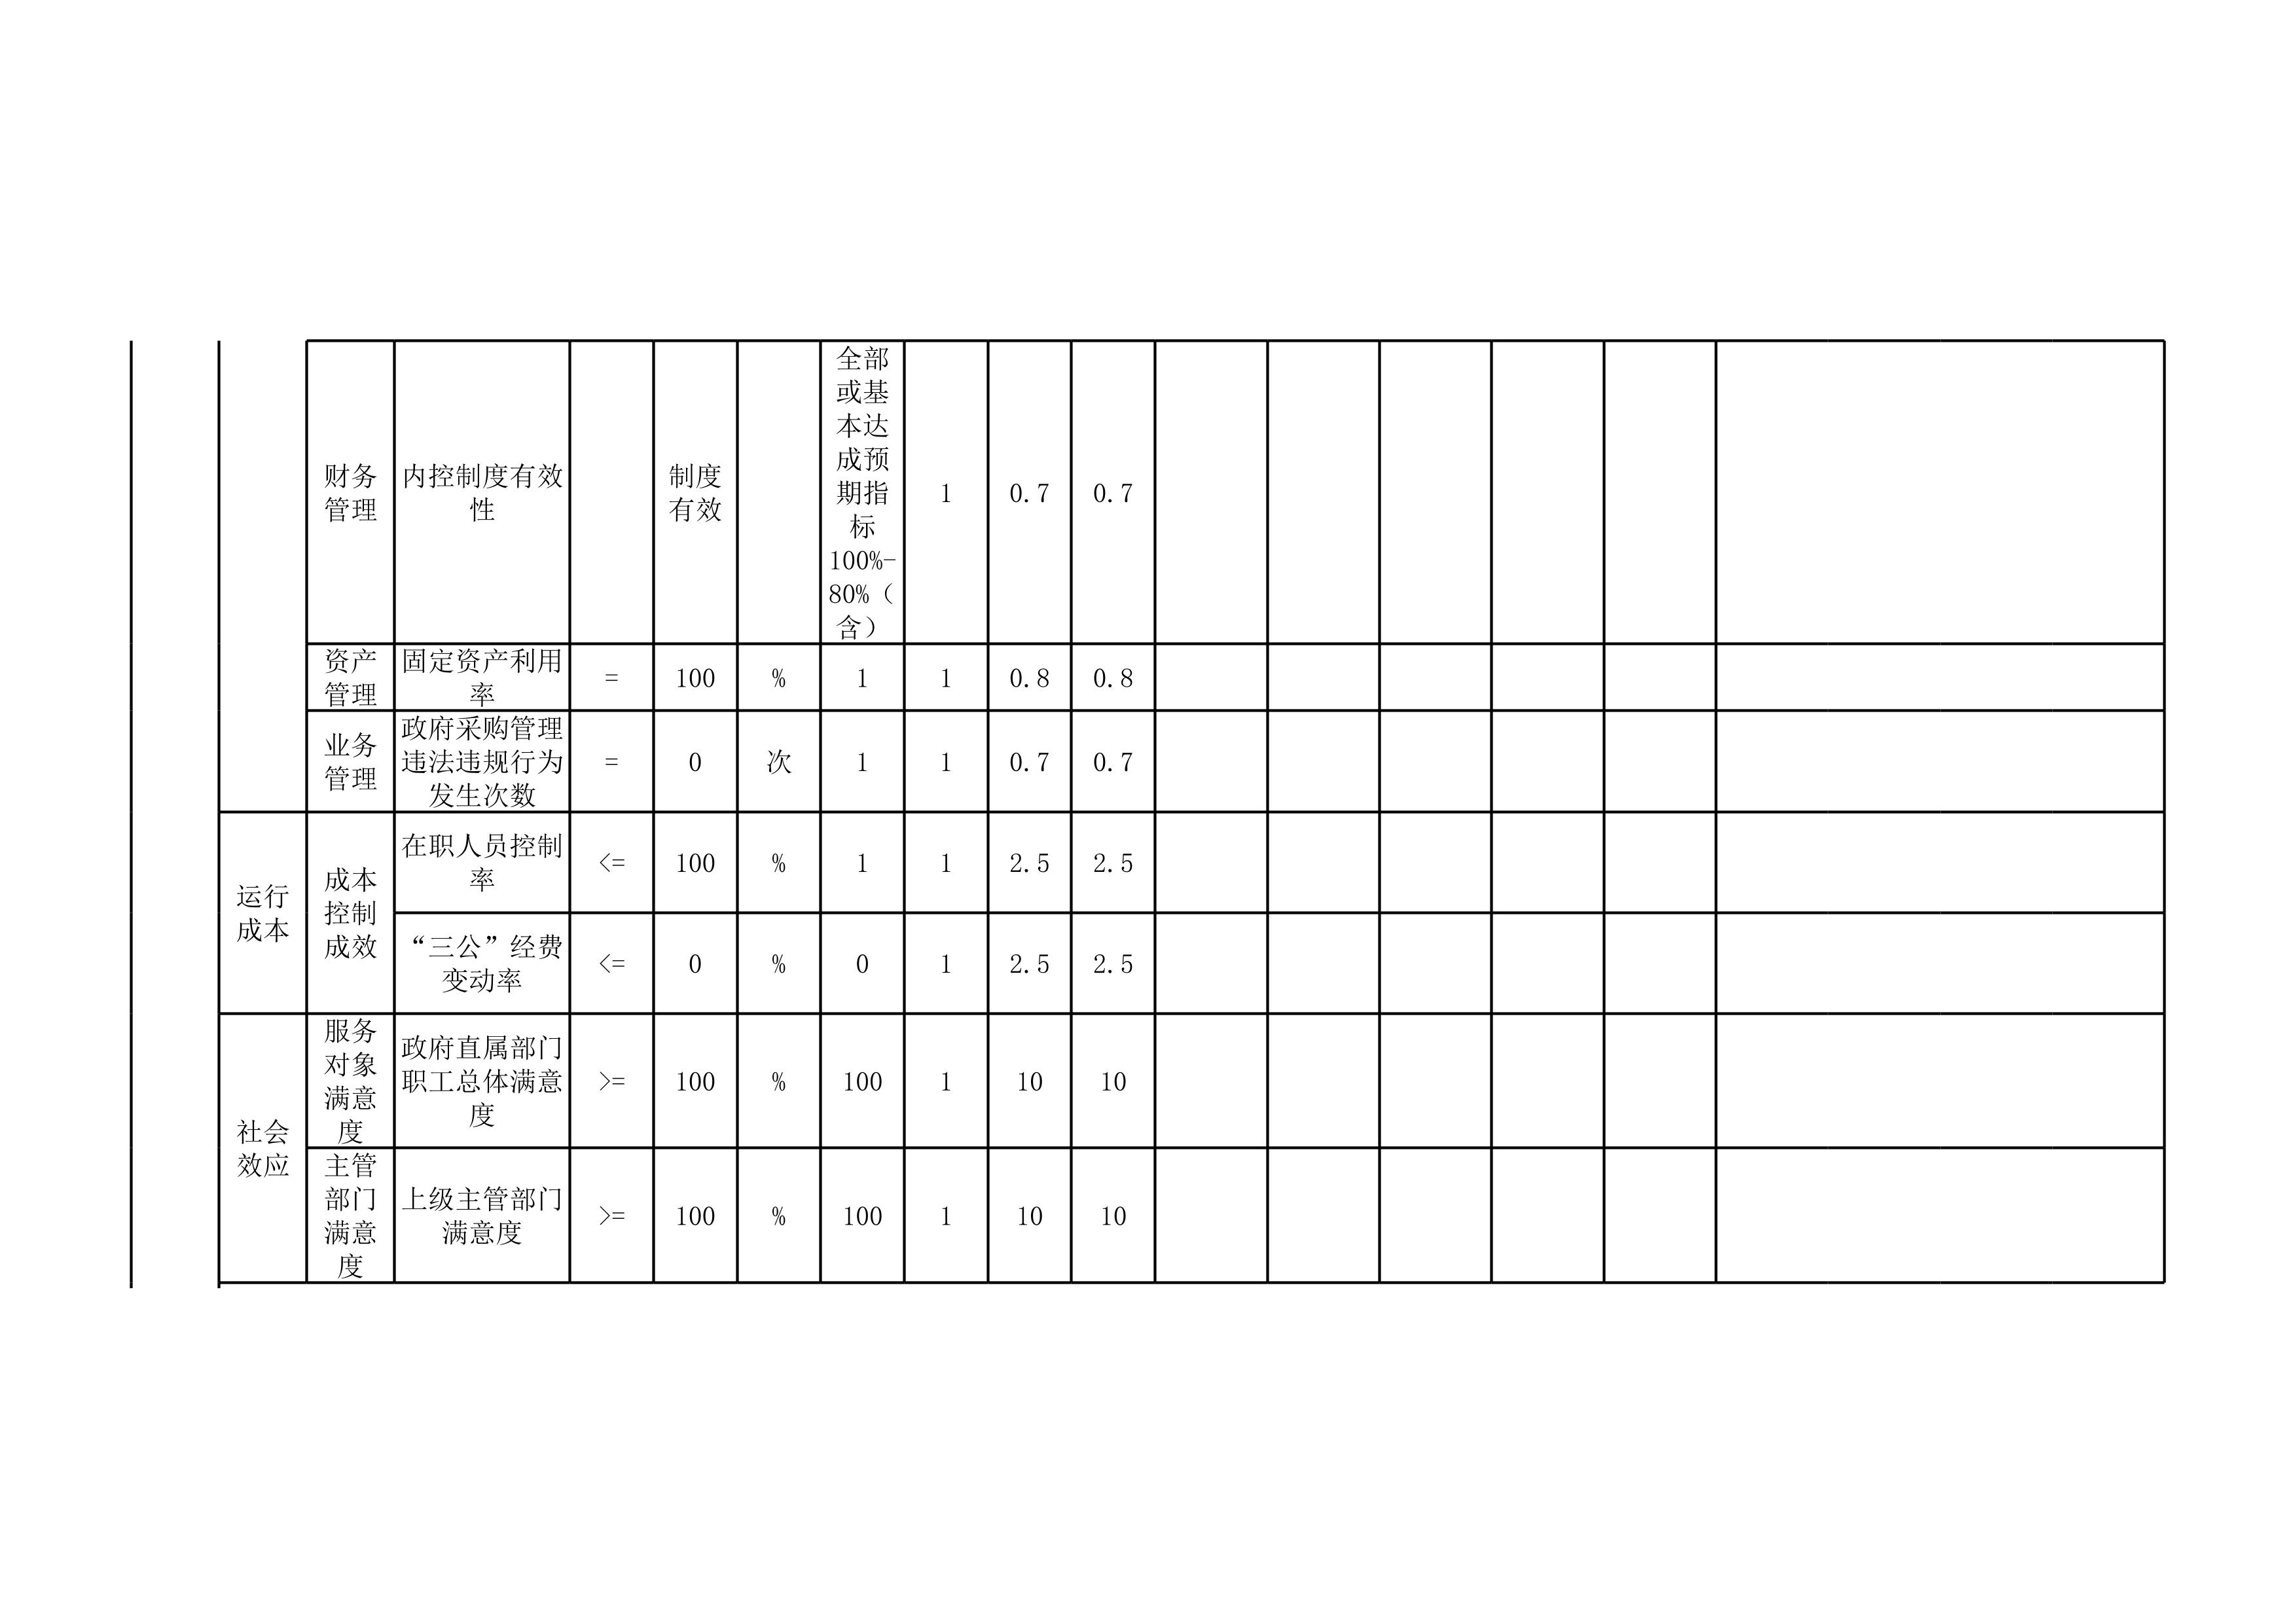 财务
管理
内控制度有效
性
制度
有效
全部
或基
本达
成预
期指
标
100%-
80%（
含）
1
0.7
0.7
资产
管理
固定资产利用
率
=
100
%
1
1
0.8
0.8
业务
管理
政府采购管理
违法违规行为
发生次数
=
0
次
1
1
0.7
0.7
运行
成本
成本
控制
成效
在职人员控制
率
<=
100
%
1
1
2.5
2.5
“三公”经费
变动率
<=
0
%
0
1
2.5
2.5
社会
效应
服务
对象
满意
度
政府直属部门
职工总体满意
度
>=
100
%
100
1
10
10
主管
部门
满意
度
上级主管部门
满意度
>=
100
%
100
1
10
10